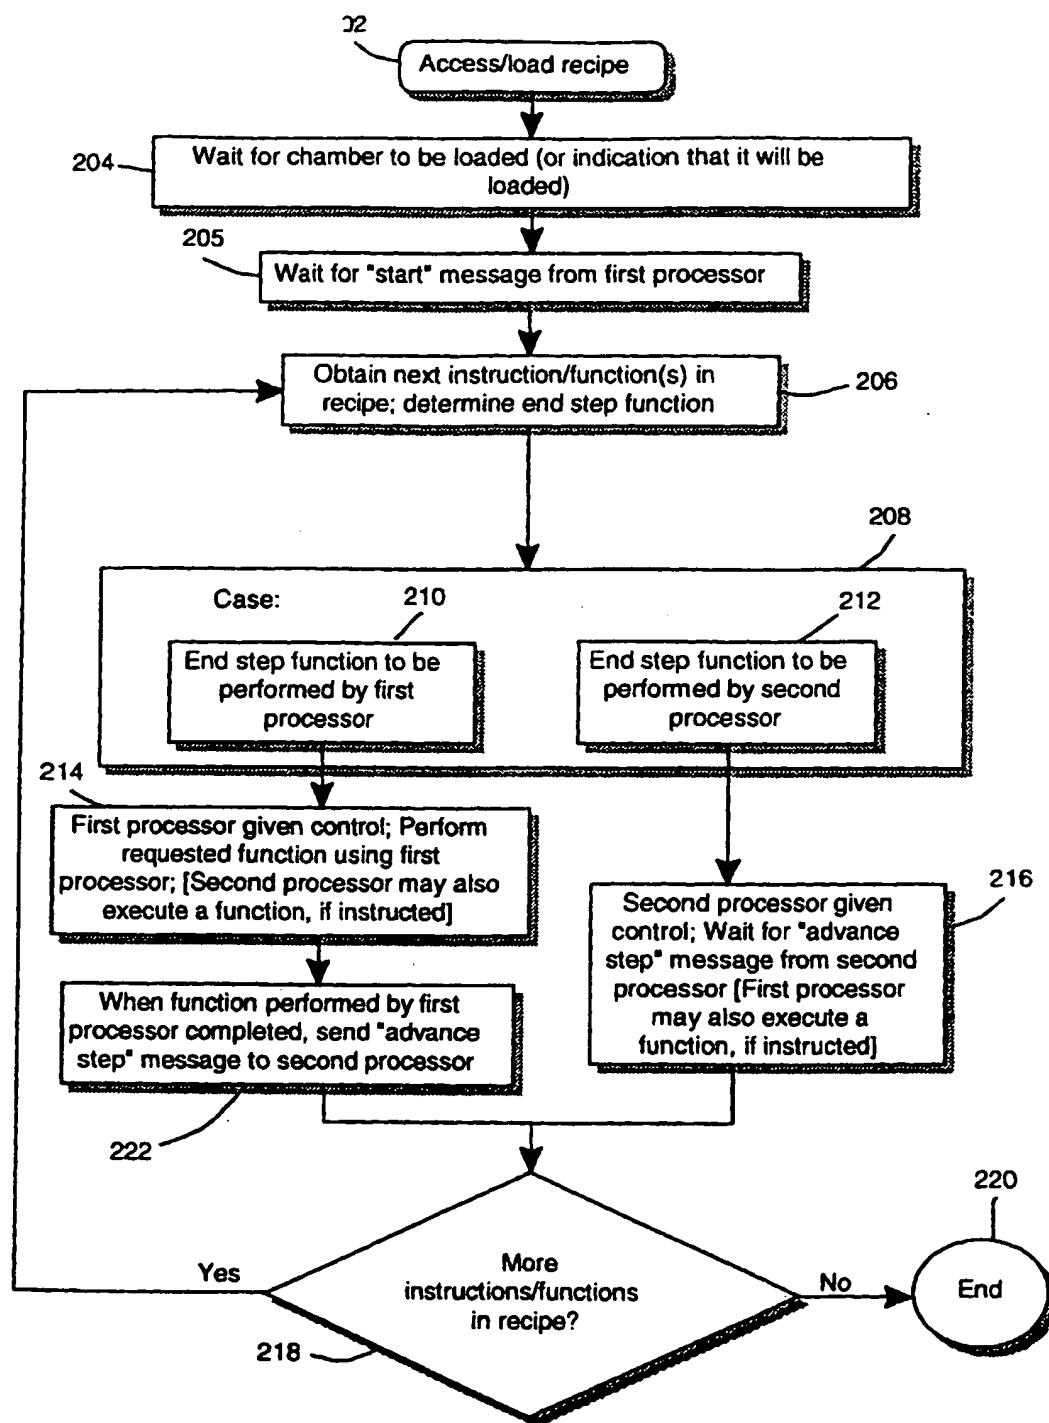 02
Access/load recipe
204
Wait for chamber to be loaded (or indication that it will be
loaded)
205
Wait for "start" message from first processor
Obtain next instruction/function(s) in
recipe; determine end step function
206
208
Case:
210
212
End step function to be
performed by first
processor
End step function to be
performed by second
processor
214
First processor given control; Perform
requested function using first
processor; [Second processor may also
execute a function, if instructed]
216
Second processor given
control; Wait for "advance
step" message from second
processor [First processor
may also execute a
function, if instructed]
When function performed by first
processor completed, send "advance
step" message to second processor
222
220
Yes
More
instructions/functions
in recipe?
No
End
218